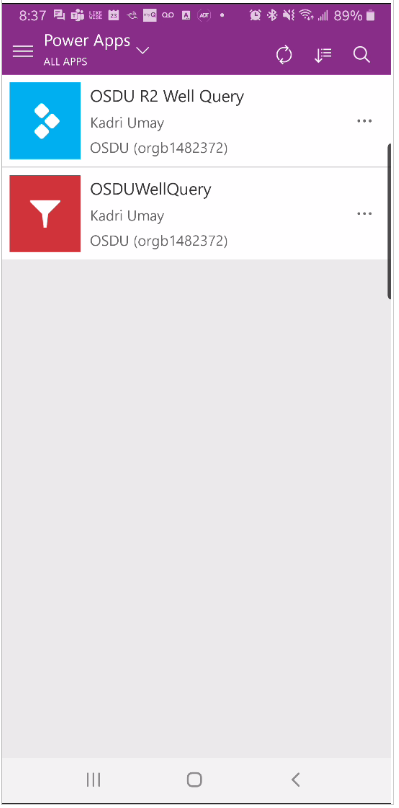 8:37 89%
Power Apps
ALL APPS
OSDU R2 Well Query
Kadri Umay
OSDU (orgb1482372)
OSDUWellQuery
Kadri Umay
OSDU (orgb1482372)